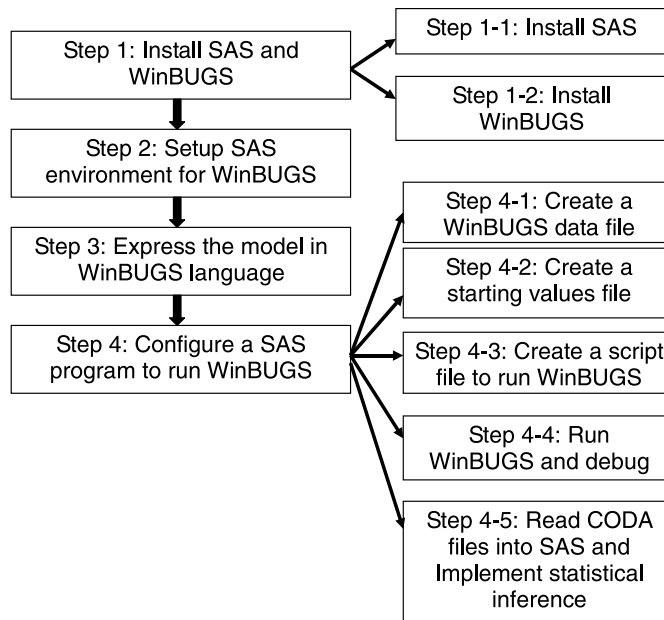 Step 1: Install SAS and
WinBUGS
Step 1-1: Install SAS
Step 1-2: Install
WinBUGS
Step 2: Setup SAS
environment for WinBUGS
Step 3: Express the model in
WinBUGS language
Step 4: Configure a SAS
program to run WinBUGS
Step 4-1: Create a
WinBUGS data file
Step 4-2: Create a
starting values file
Step 4-3: Create a script
file to run WinBUGS
Step 4-4: Run
WinBUGS and debug
Step 4-5: Read CODA
files into SAS and
Implement statistical
inference